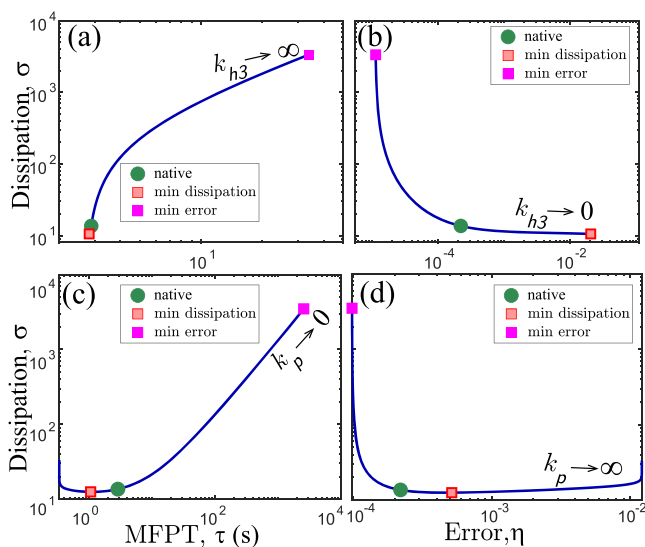 (a)
k_h3 → ∞
native
min dissipation
min error
Dissipation, σ
10^4
10^3
10^2
10^1
10^1
(b)
native
min dissipation
min error
k_h3 → 0
10^-4
10^-2
(c)
native
min dissipation
min error
k_p → 0
Dissipation, σ
10^4
10^3
10^2
10^1
10^0
10^2
10^4
MFPT, τ (s)
(d)
native
min dissipation
min error
k_p → ∞
10^-4
10^-3
10^-2
Error,η